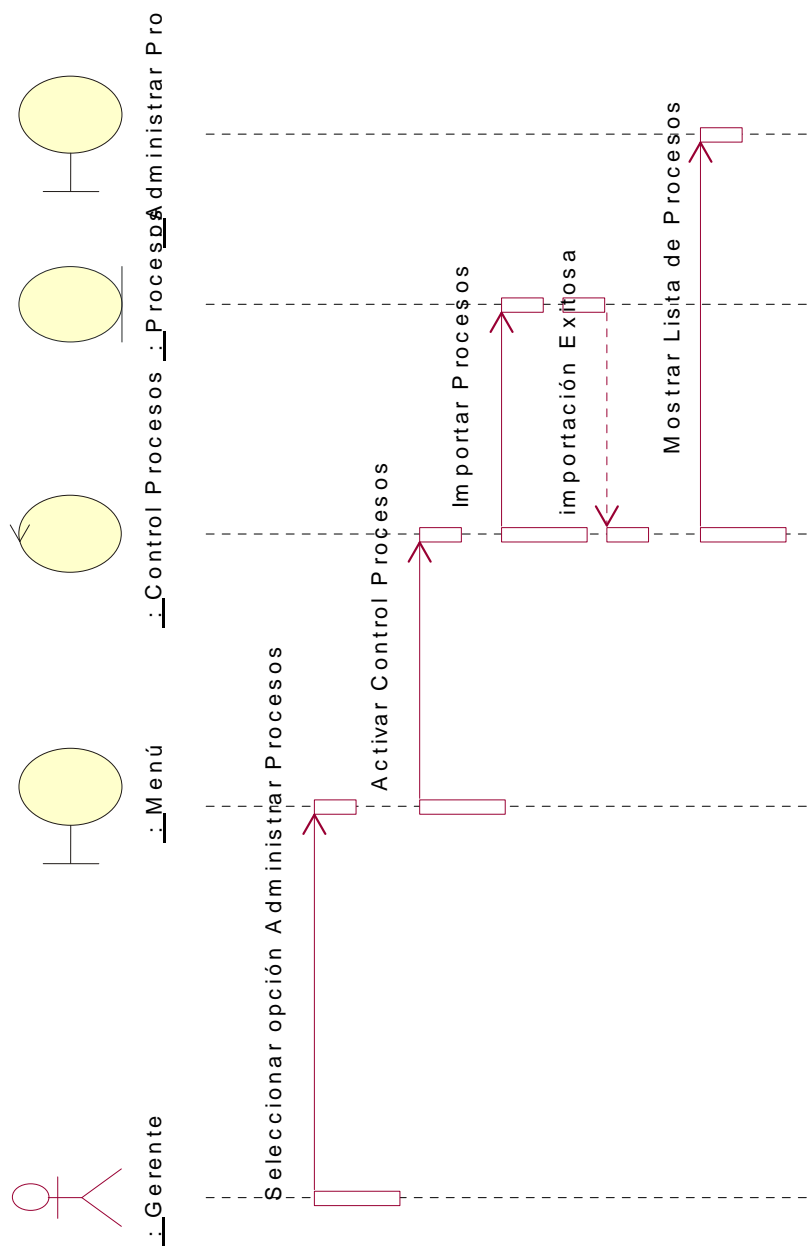 : Gerente
: Menú
: Control Procesos
: Procesos
: Administrar Pro
Seleccionar opción Administrar Procesos
Activar Control Procesos
Importar Procesos
importación Exitosa
Mostrar Lista de Procesos